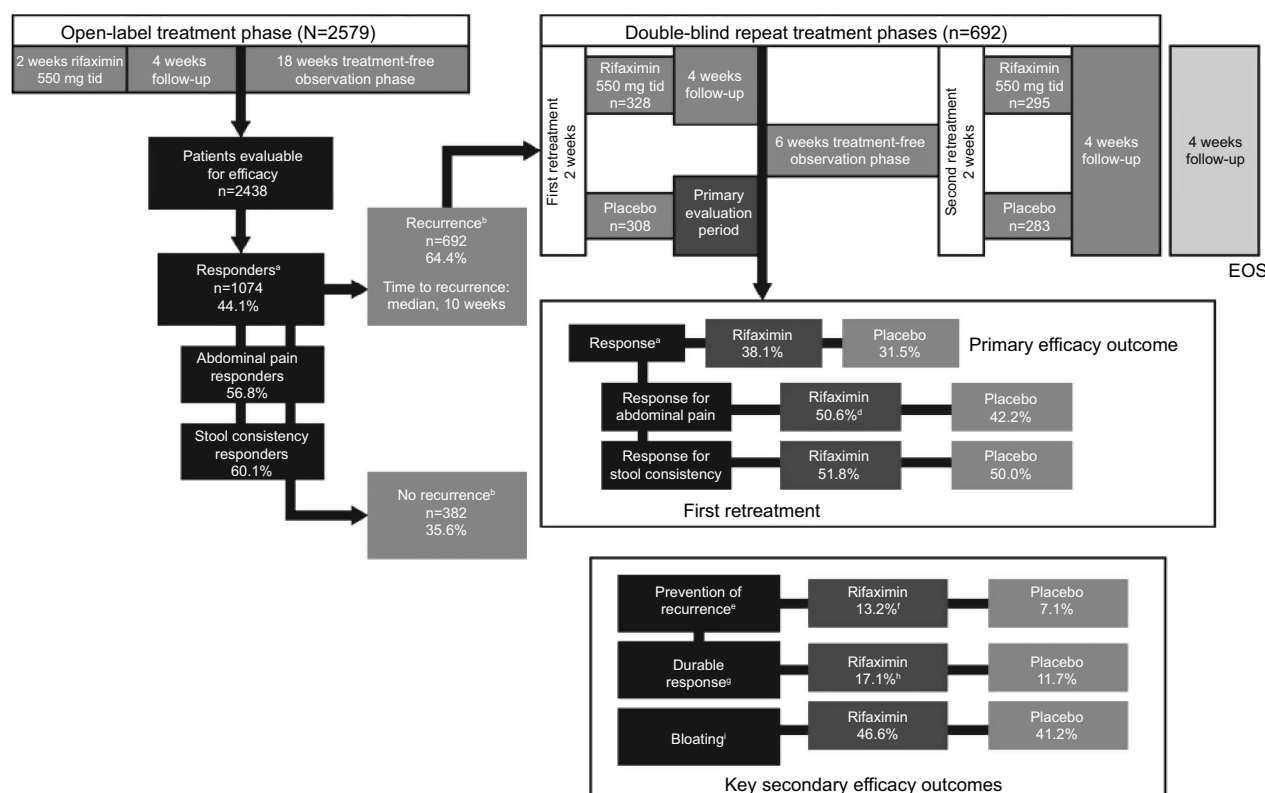 Open-label treatment phase (N=2579)
2 weeks rifaximin
550 mg tid
4 weeks
follow-up
18 weeks treatment-free
observation phase
Patients evaluable
for efficacy
n=2438
Respondersᵃ
n=1074
44.1%
Abdominal pain
responders
56.8%
Stool consistency
responders
60.1%
Recurrenceᵇ
n=692
64.4%
Time to recurrence:
median, 10 weeks
No recurrenceᵇ
n=382
35.6%
Double-blind repeat treatment phases (n=692)
First retreatment
2 weeks
Rifaximin
550 mg tid
n=328
4 weeks
follow-up
Placebo
n=308
Primary
evaluation
period
6 weeks treatment-free
observation phase
Second retreatment
2 weeks
Rifaximin
550 mg tid
n=295
Placebo
n=283
4 weeks
follow-up
4 weeks
follow-up
EOS
Responseᵃ
Rifaximin
38.1%
Placebo
31.5%
Primary efficacy outcome
Response for
abdominal pain
Rifaximin
50.6%ᵈ
Placebo
42.2%
Response for
stool consistency
Rifaximin
51.8%
Placebo
50.0%
First retreatment
Prevention of
recurrenceᵉ
Rifaximin
13.2%ᶠ
Placebo
7.1%
Durable
responseᵍ
Rifaximin
17.1%ʰ
Placebo
11.7%
Bloatingⁱ
Rifaximin
46.6%
Placebo
41.2%
Key secondary efficacy outcomes